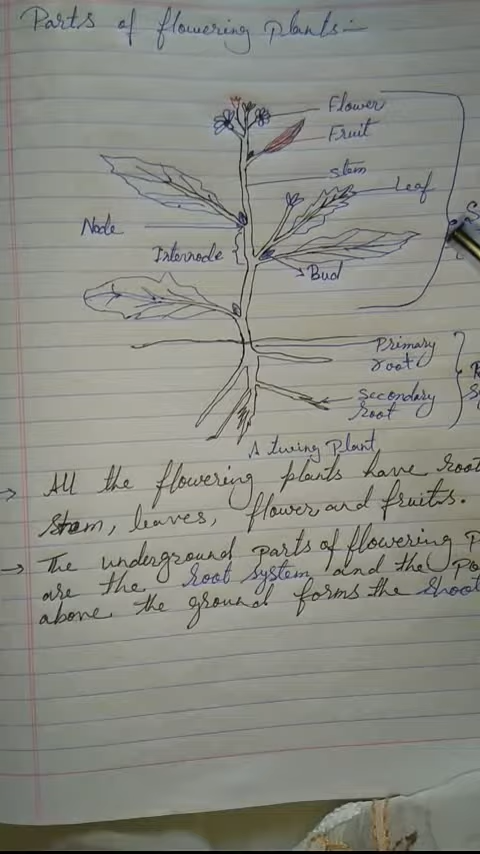 Parts of flowering plants:-
Flower
Fruit
stem
Leaf
Node
Internode
Bud
Primary
root
secondary
root
A tuing Plant
→ All the flowering plants have root
stem, leaves, flower and fruits.
→ The underground parts of flowering P
are the root system and the po
above the ground forms the shoot